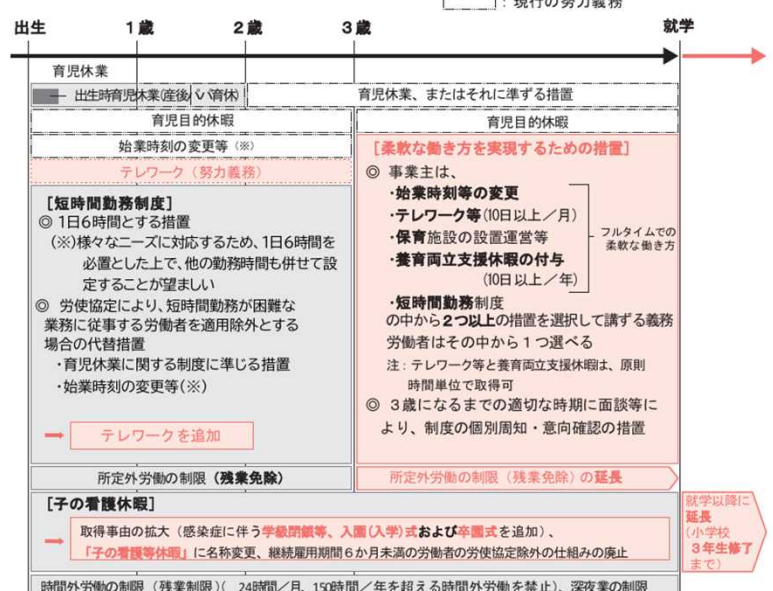 ：現行の努力義務
出生 1歳 2歳 3歳 就学
育児休業
出生時育児休業(産後パパ育休)
育児休業、またはそれに準ずる措置
育児目的休暇
育児目的休暇
始業時刻の変更等（※）
テレワーク（努力義務）
［短時間勤務制度］
◎ 1日6時間とする措置
(※)様々なニーズに対応するため、1日6時間を
必置とした上で、他の勤務時間も併せて設
定することが望ましい
◎ 労使協定により、短時間勤務が困難な
業務に従事する労働者を適用除外とする
場合の代替措置
・育児休業に関する制度に準じる措置
・始業時刻の変更等(※)
→ テレワークを追加
［柔軟な働き方を実現するための措置］
◎ 事業主は、
・始業時刻等の変更
・テレワーク等(10日以上／月)
・保育施設の設置運営等
・養育両立支援休暇の付与
(10日以上／年)
フルタイムでの
柔軟な働き方
・短時間勤務制度
の中から2つ以上の措置を選択して講ずる義務
労働者はその中から１つ選べる
注：テレワーク等と養育両立支援休暇は、原則
時間単位で取得可
◎ ３歳になるまでの適切な時期に面談等に
より、制度の個別周知・意向確認の措置
所定外労働の制限（残業免除）
所定外労働の制限（残業免除）の延長
［子の看護休暇］
→ 取得事由の拡大（感染症に伴う学級閉鎖等、入園(入学)式および卒園式を追加）、
「子の看護等休暇」に名称変更、継続雇用期間６か月未満の労働者の労使協定除外の仕組みの廃止
就学以降に
延長
(小学校
３年生修了
まで）
時間外労働の制限（残業制限）( 24時間／月、150時間／年を超える時間外労働を禁止)、深夜業の制限